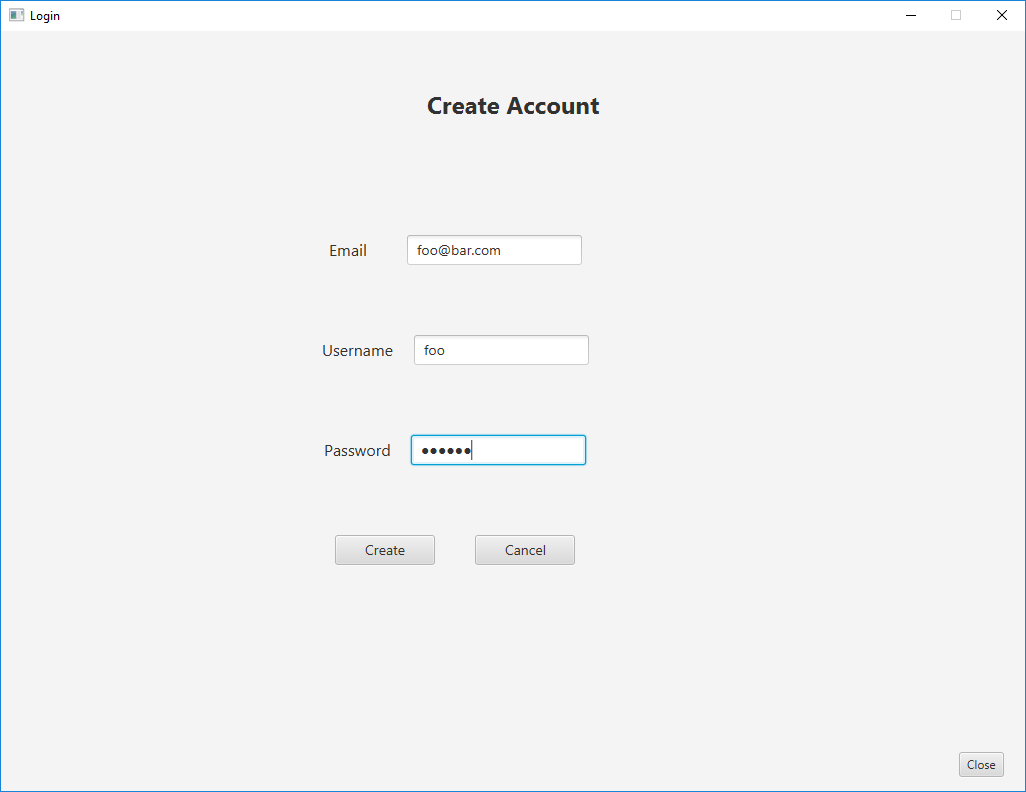 Login
Create Account
Email foo@bar.com
Username foo
Password ••••••
Create Cancel
Close